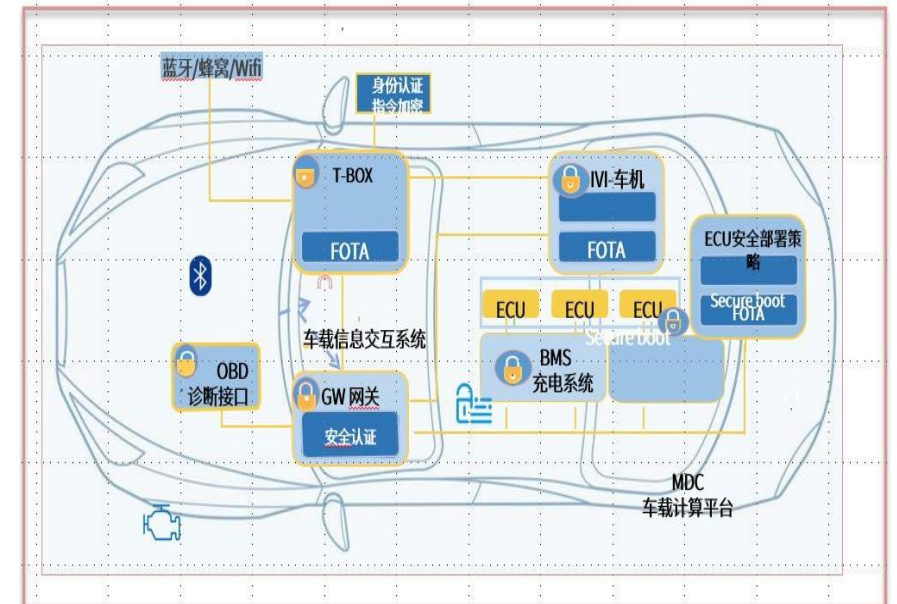 蓝牙/蜂窝/Wifi
身份认证
指令加密
T-BOX
FOTA
IVI-车机
FOTA
ECU安全部署策
略
Secure boot
FOTA
ECU
ECU
ECU
Secure boot
车载信息交互系统
BMS
充电系统
OBD
诊断接口
GW 网关
安全认证
MDC
车载计算平台